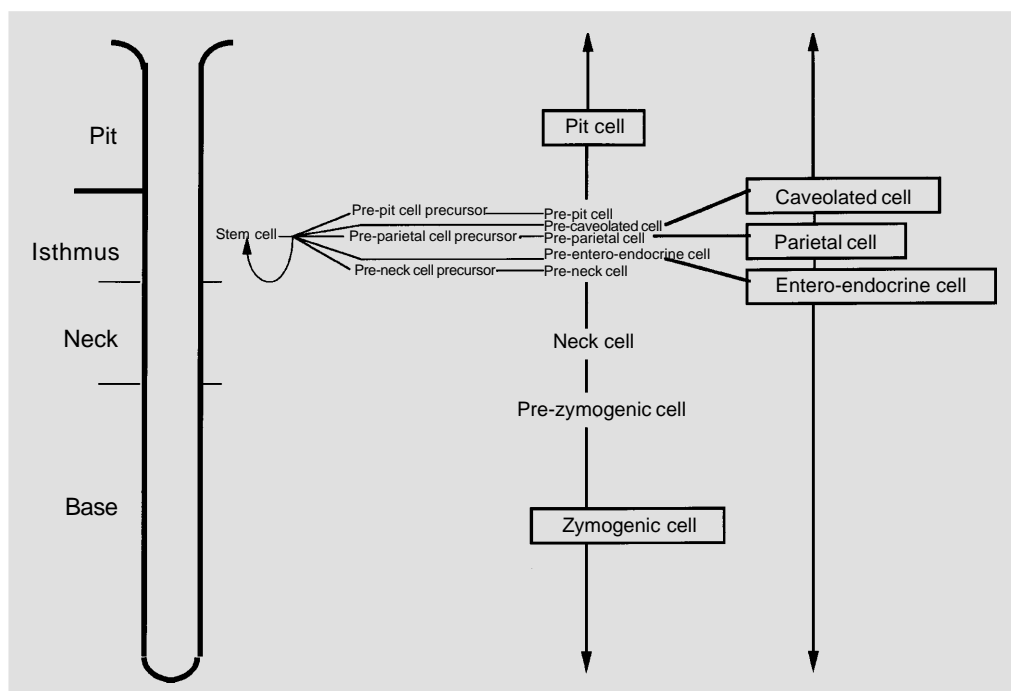 Pit
Isthmus
Neck
Base
Stem cell
Pre-pit cell precursor
Pre-parietal cell precursor
Pre-neck cell precursor
Pit cell
Pre-pit cell
Pre-caveolated cell
Pre-parietal cell
Pre-entero-endocrine cell
Pre-neck cell
Neck cell
Pre-zymogenic cell
Zymogenic cell
Caveolated cell
Parietal cell
Entero-endocrine cell